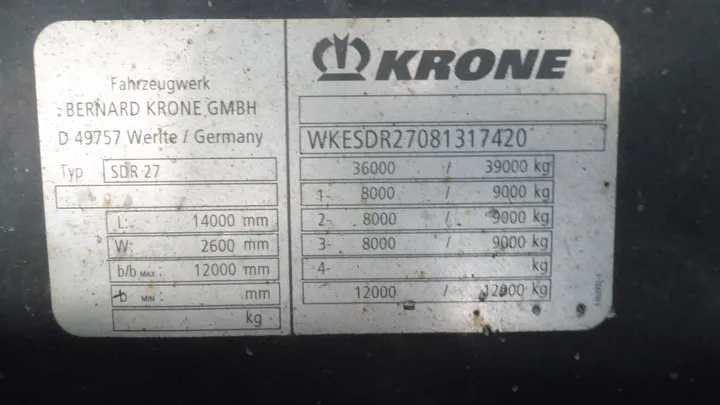 Fahrzeugwerk
BERNARD KRONE GMBH
D 49757 Werlte / Germany
Typ SDR 27
L: 14000 mm
W: 2600 mm
b/b MAX: 12000 mm
b MIN: mm
kg
KRONE
WKESDR27081317420
36000 / 39000 kg
1- 8000 / 9000 kg
2- 8000 / 9000 kg
3- 8000 / 9000 kg
4- kg
12000 / 12000 kg